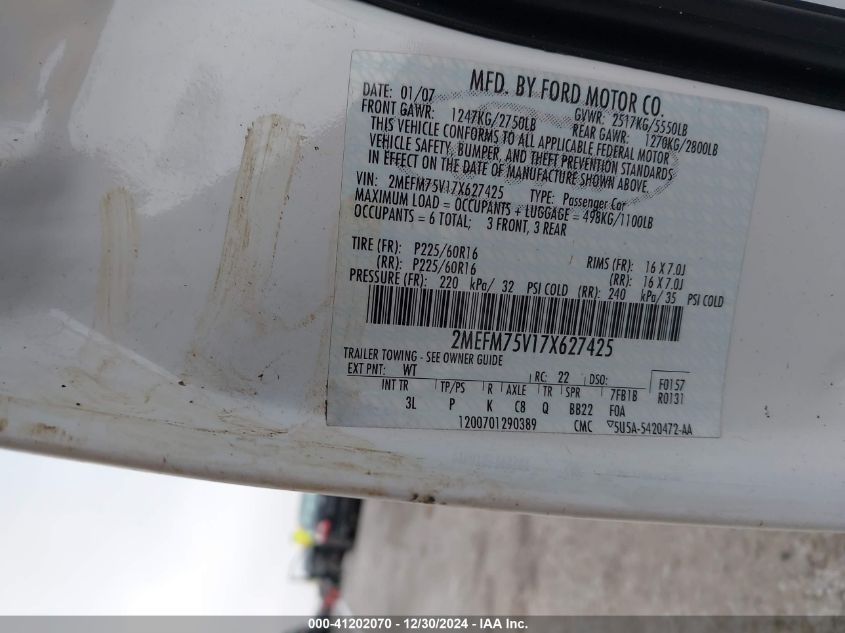 MFD. BY FORD MOTOR CO.
DATE: 01/07 GVWR: 2517KG/5550LB
FRONT GAWR: 1247KG/2750LB REAR GAWR: 1270KG/2800LB
THIS VEHICLE CONFORMS TO ALL APPLICABLE FEDERAL MOTOR
VEHICLE SAFETY, BUMPER, AND THEFT PREVENTION STANDARDS
IN EFFECT ON THE DATE OF MANUFACTURE SHOWN ABOVE.
VIN: 2MEFM75V17X627425 TYPE: Passenger Car
MAXIMUM LOAD = OCCUPANTS + LUGGAGE = 498KG/1100LB
OCCUPANTS = 6 TOTAL; 3 FRONT, 3 REAR
TIRE (FR): P225/60R16 RIMS (FR): 16 X 7.0J
(RR): P225/60R16 (RR): 16 X 7.0J
PRESSURE (FR): 220 kPa/ 32 PSI COLD (RR): 240 kPa/ 35 PSI COLD
2MEFM75V17X627425
TRAILER TOWING - SEE OWNER GUIDE
EXT PNT: WT RC: 22 DSO: F0157
INT TR TP/PS R AXLE TR SPR 7FB1B R0131
3L P K C8 Q BB22 FOA
1200701290389 CMC 5U5A-5420472-AA
000-41202070 - 12/30/2024 - IAAI Copyright 2024 IAA, Inc.